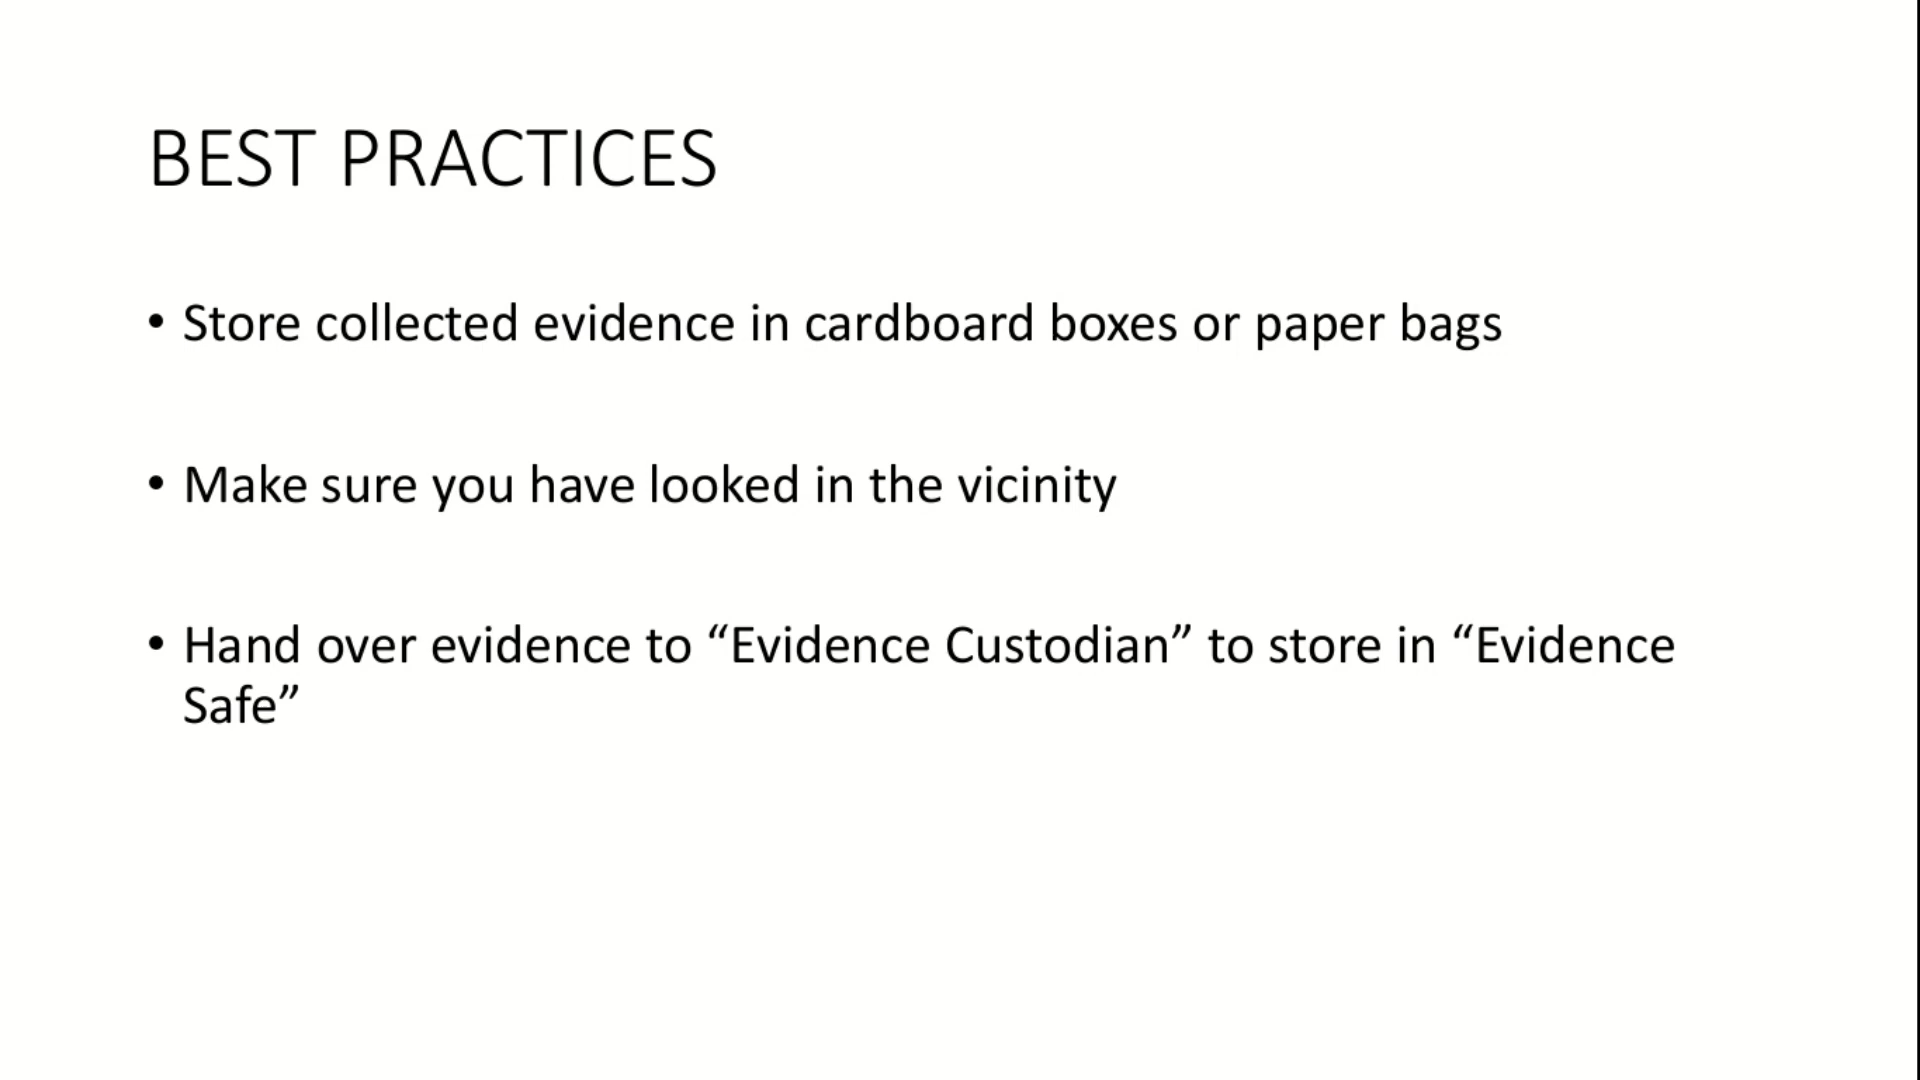 BEST PRACTICES
• Store collected evidence in cardboard boxes or paper bags
• Make sure you have looked in the vicinity
• Hand over evidence to “Evidence Custodian” to store in “Evidence
Safe”